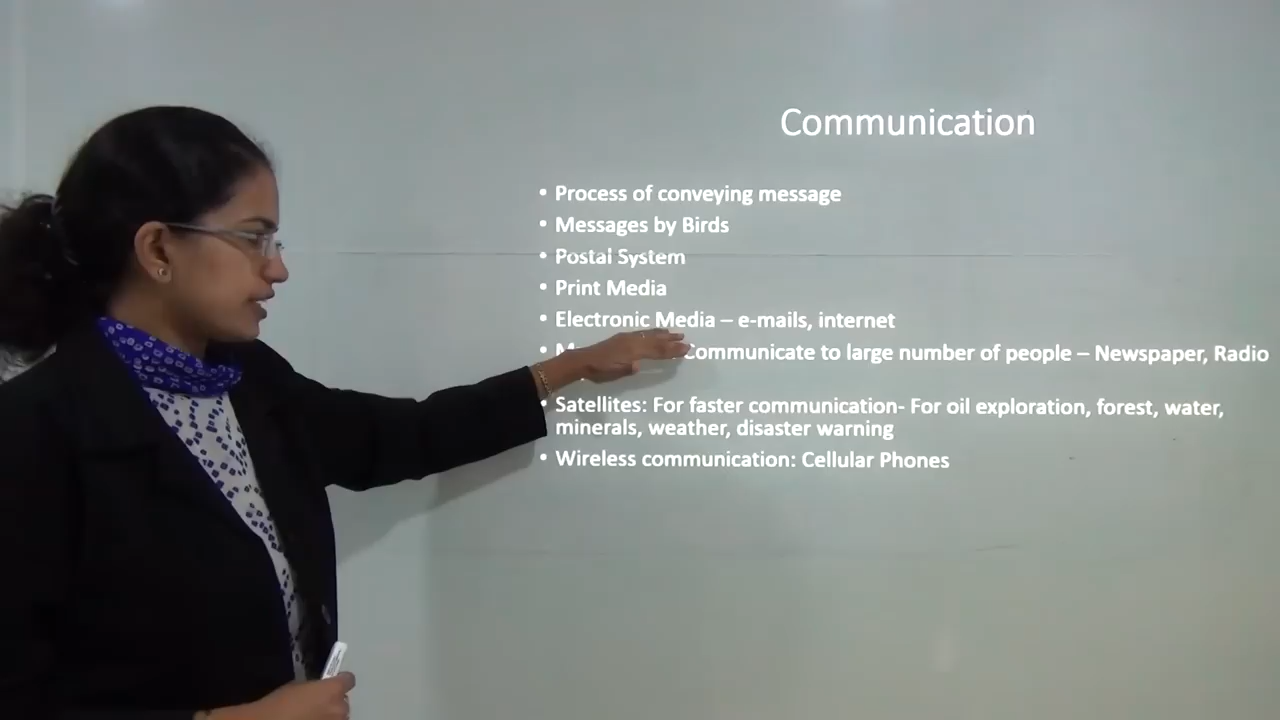 Communication
• Process of conveying message
• Messages by Birds
• Postal System
• Print Media
• Electronic Media – e-mails, internet
• Communicate to large number of people – Newspaper, Radio
• Satellites: For faster communication- For oil exploration, forest, water,
minerals, weather, disaster warning
• Wireless communication: Cellular Phones